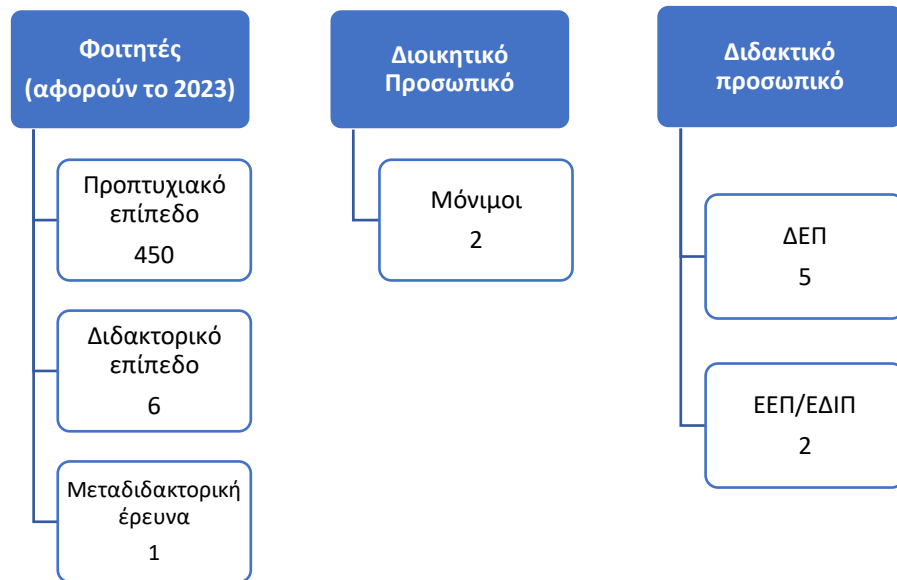 Φοιτητές
(αφορούν το 2023)
Προπτυχιακό
επίπεδο
450
Διδακτορικό
επίπεδο
6
Μεταδιδακτορική
έρευνα
1
Διοικητικό
Προσωπικό
Μόνιμοι
2
Διδακτικό
προσωπικό
ΔΕΠ
5
ΕΕΠ/ΕΔΙΠ
2